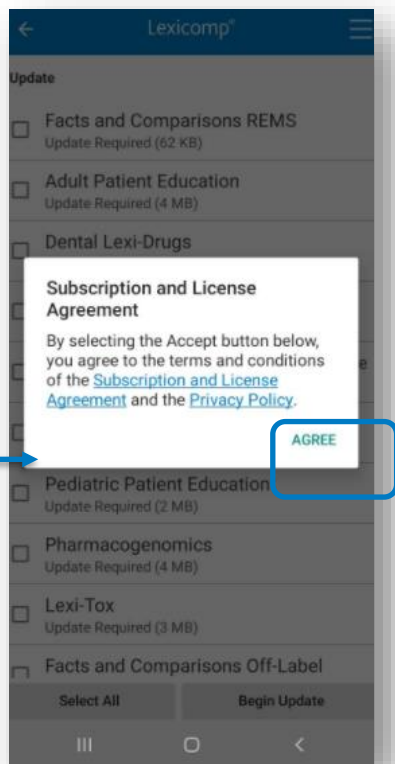 Lexicomp®
Update
Facts and Comparisons REMS
Update Required (62 KB)
Adult Patient Education
Update Required (4 MB)
Dental Lexi-Drugs
Subscription and License
Agreement
By selecting the Accept button below,
you agree to the terms and conditions
of the Subscription and License
Agreement and the Privacy Policy.
AGREE
Pediatric Patient Education
Update Required (2 MB)
Pharmacogenomics
Update Required (4 MB)
Lexi-Tox
Update Required (3 MB)
Facts and Comparisons Off-Label
Select All Begin Update